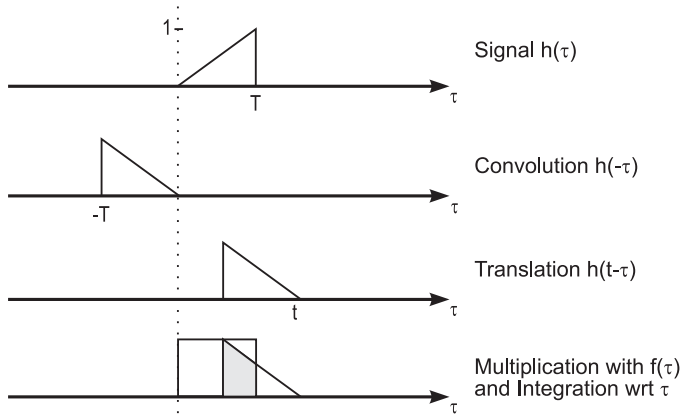 1
Signal h(τ)
T
τ
Convolution h(-τ)
-T
τ
Translation h(t-τ)
t
τ
Multiplication with f(τ)
and Integration wrt τ
τ